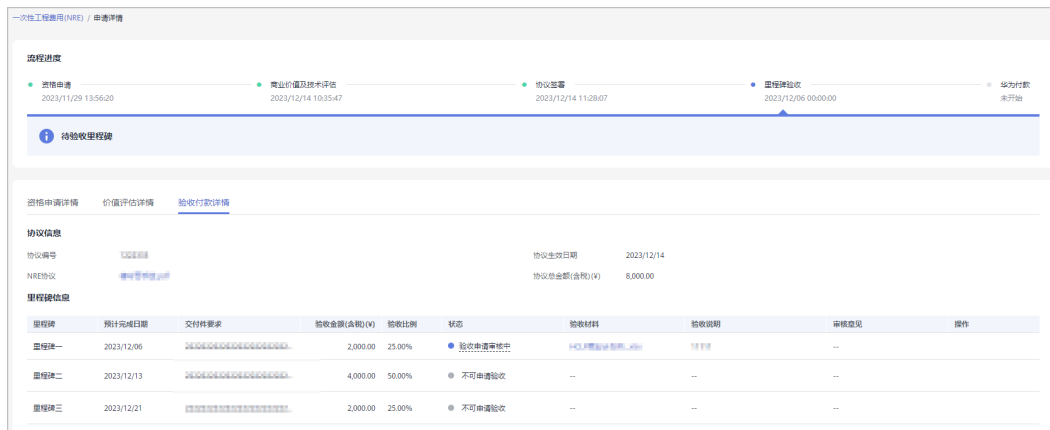 一次性工程费用(NRE) / 申请详情
流程进度
资格申请 商业价值及技术评估 协议签署 里程碑验收 华为付款
2023/11/29 13:56:20 2023/12/14 10:35:47 2023/12/14 11:28:07 2023/12/06 00:00:00 未开始
待验收里程碑
资格申请详情 价值评估详情 验收付款详情
协议信息
协议编号 协议生效日期 2023/12/14
NRE协议 协议总金额(含税)(¥) 8,000.00
里程碑信息
里程碑 预计完成日期 交付件要求 验收金额(含税)(¥) 验收比例 状态 验收材料 验收说明 审核意见 操作
里程碑一 2023/12/06 2,000.00 25.00% 验收申请审核中 --
里程碑二 2023/12/13 4,000.00 50.00% 不可申请验收 -- -- --
里程碑三 2023/12/21 2,000.00 25.00% 不可申请验收 -- -- --